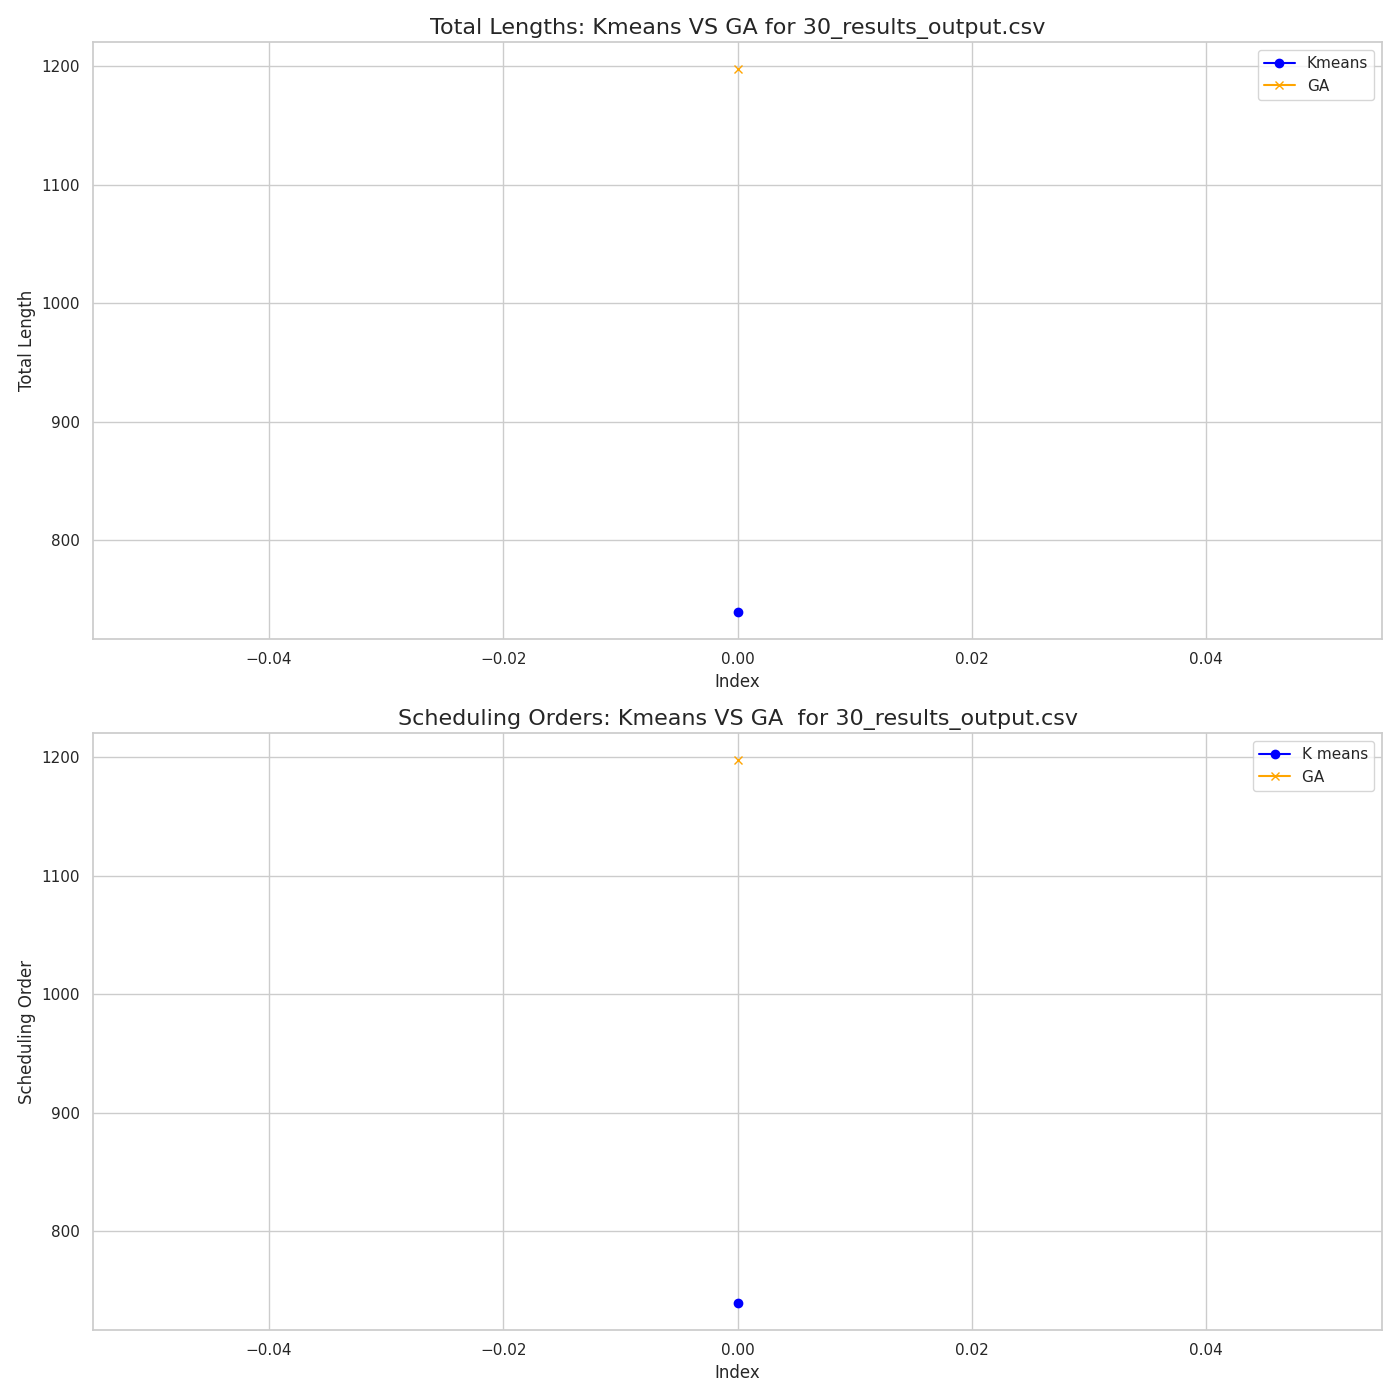 Total Lengths: Kmeans VS GA for 30_results_output.csv
Kmeans
GA
1200
1100
1000
900
800
Total Length
−0.04
−0.02
0.00
0.02
0.04
Index
Scheduling Orders: Kmeans VS GA  for 30_results_output.csv
K means
GA
1200
1100
1000
900
800
Scheduling Order
−0.04
−0.02
0.00
0.02
0.04
Index